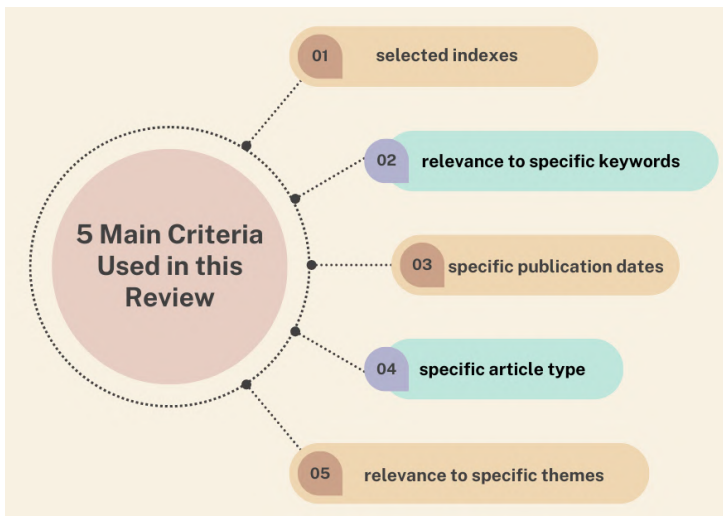 5 Main Criteria
Used in this
Review
01 selected indexes
02 relevance to specific keywords
03 specific publication dates
04 specific article type
05 relevance to specific themes